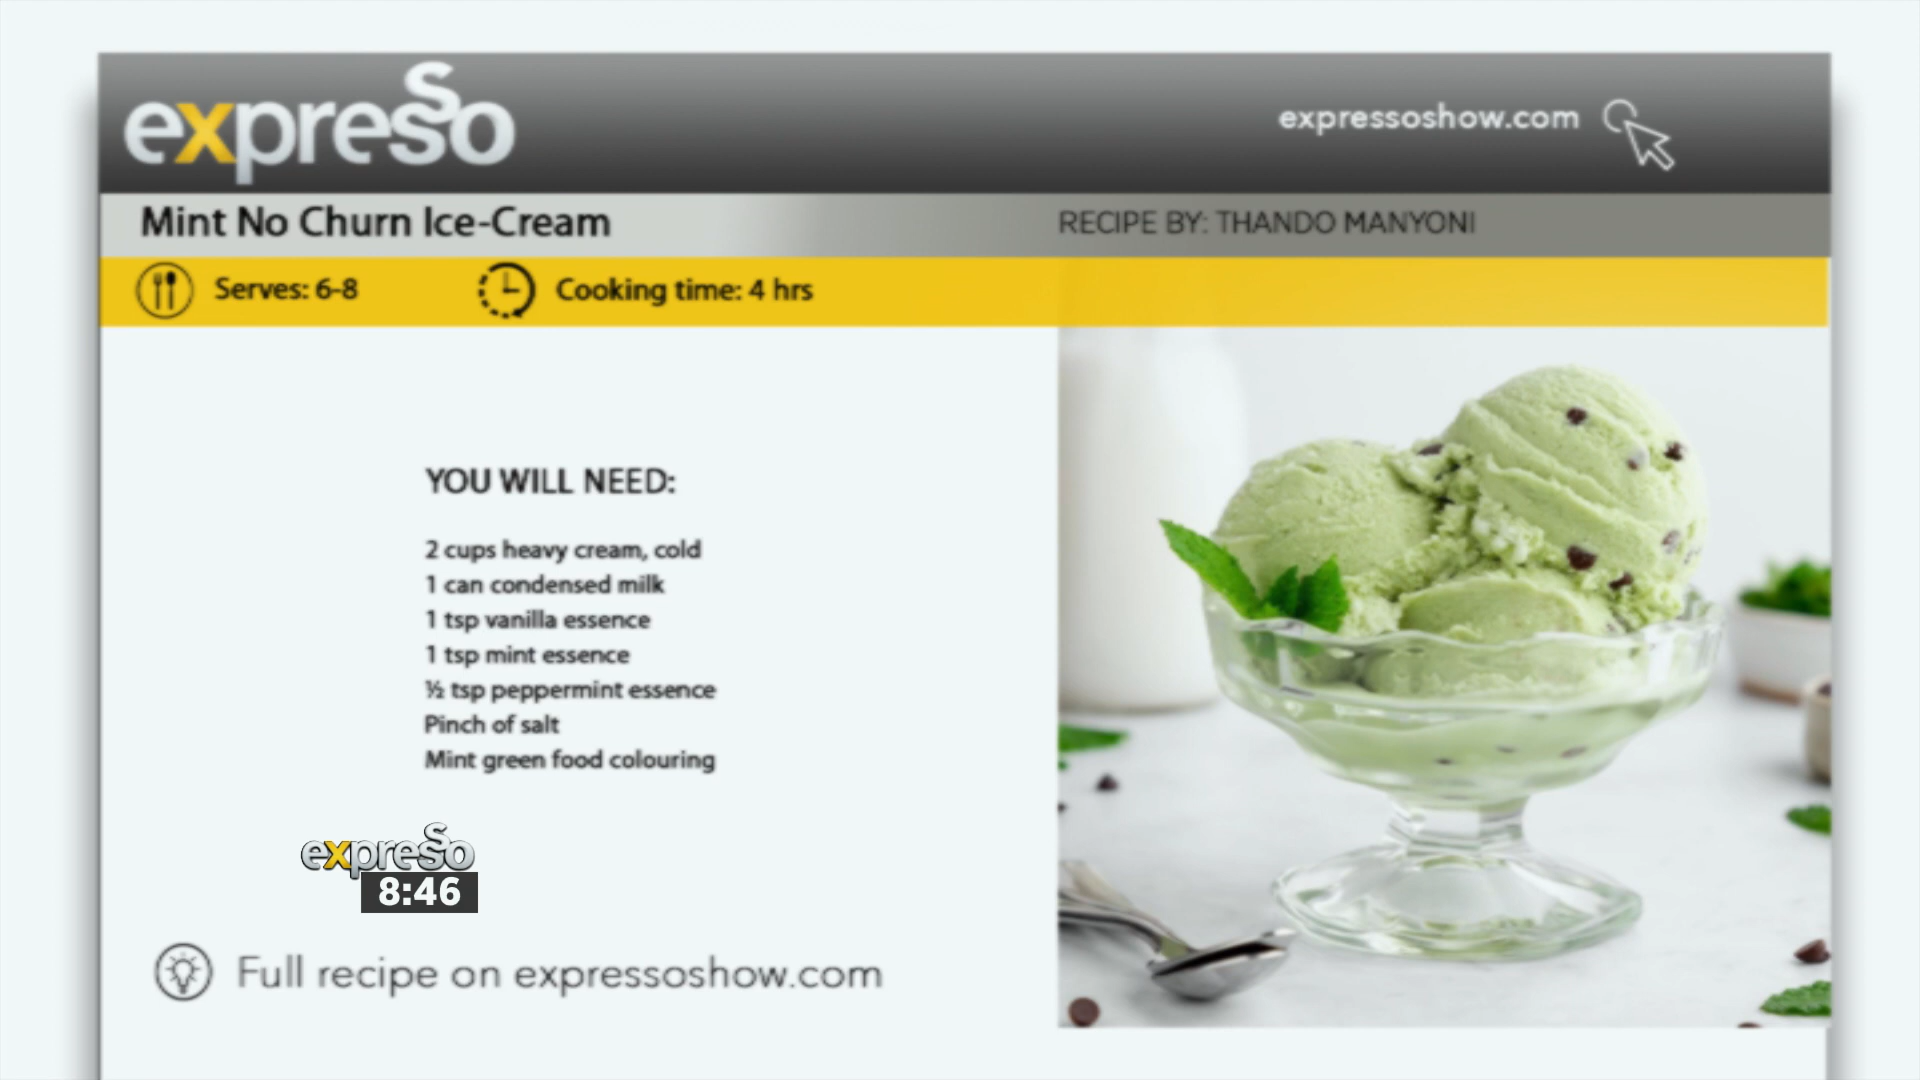 expresso
expressoshow.com
Mint No Churn Ice-Cream
RECIPE BY: THANDO MANYONI
Serves: 6-8
Cooking time: 4 hrs
YOU WILL NEED:
2 cups heavy cream, cold
1 can condensed milk
1 tsp vanilla essence
1 tsp mint essence
½ tsp peppermint essence
Pinch of salt
Mint green food colouring
expresso
8:46
Full recipe on expressoshow.com